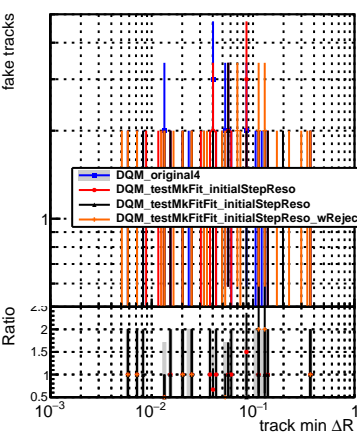 fake tracks
DQM_original4
DQM_testMkFit_initialStepReso
DQM_testMkFitFit_initialStepReso
DQM_testMkFitFit_initialStepReso_wRejec
1
Ratio
2.5
2
1.5
1
0.5
10⁻³ 10⁻² 10⁻¹ 1
track min ΔR